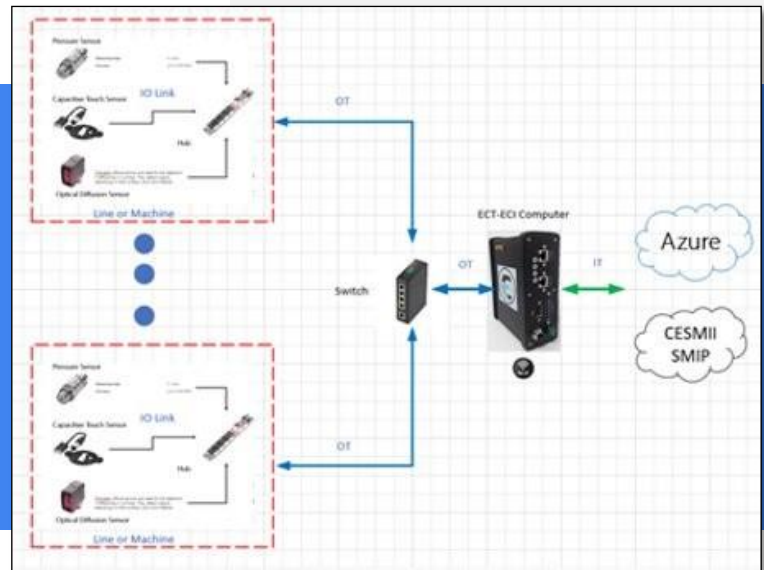 Pressure Sensor
IO Link
Capacitive Touch Sensor
Hub
Optical Diffusion Sensor
Line or Machine
OT
ECT-ECI Computer
Azure
Switch
OT
IT
CESMII
SMIP
Pressure Sensor
IO Link
Capacitive Touch Sensor
Hub
OT
Optical Diffusion Sensor
Line or Machine